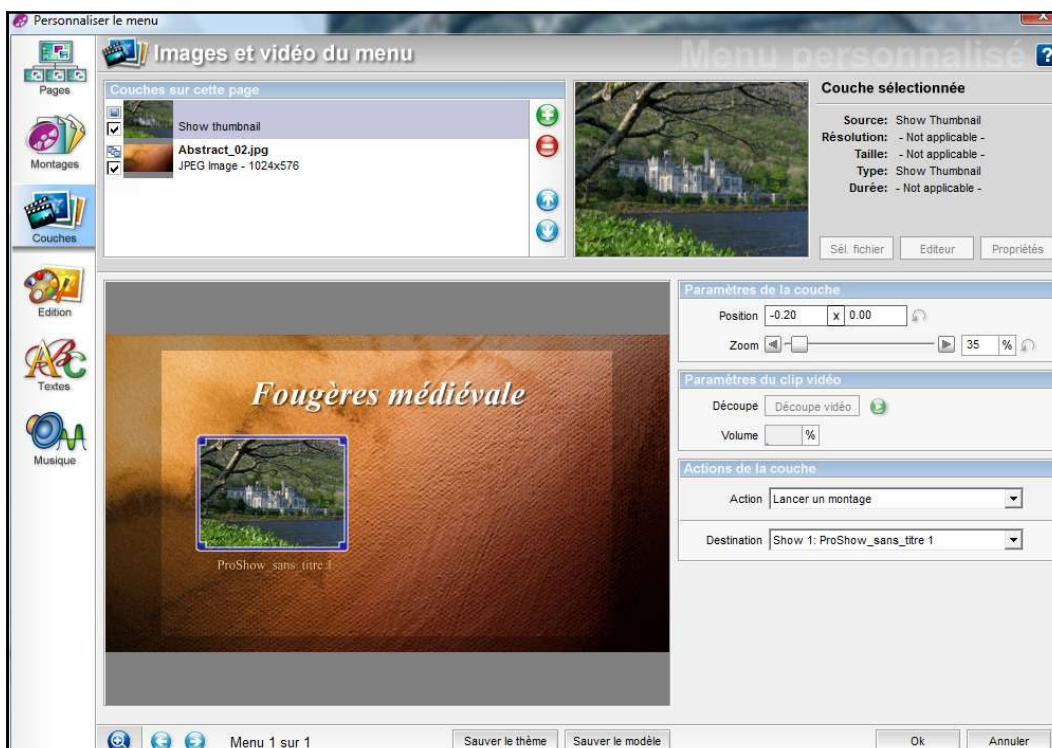 Personnaliser le menu
Images et vidéo du menu
Menu personnalisé
?
Pages
Montages
Couches
Edition
Textes
Musique
Couches sur cette page
Show thumbnail
Abstract_02.jpg
JPEG Image - 1024x576
Couche sélectionnée
Source: Show Thumbnail
Résolution: - Not applicable -
Taille: - Not applicable -
Type: Show Thumbnail
Durée: - Not applicable -
Sél. fichier Editeur Propriétés
Fougères médiévale
ProShow_sans_titre 1
Paramètres de la couche
Position -0.20 x 0.00
Zoom 35 %
Paramètres du clip vidéo
Découpe Découpe vidéo
Volume %
Actions de la couche
Action Lancer un montage
Destination Show 1: ProShow_sans_titre 1
Menu 1 sur 1
Sauver le thème Sauver le modèle
Ok Annuler